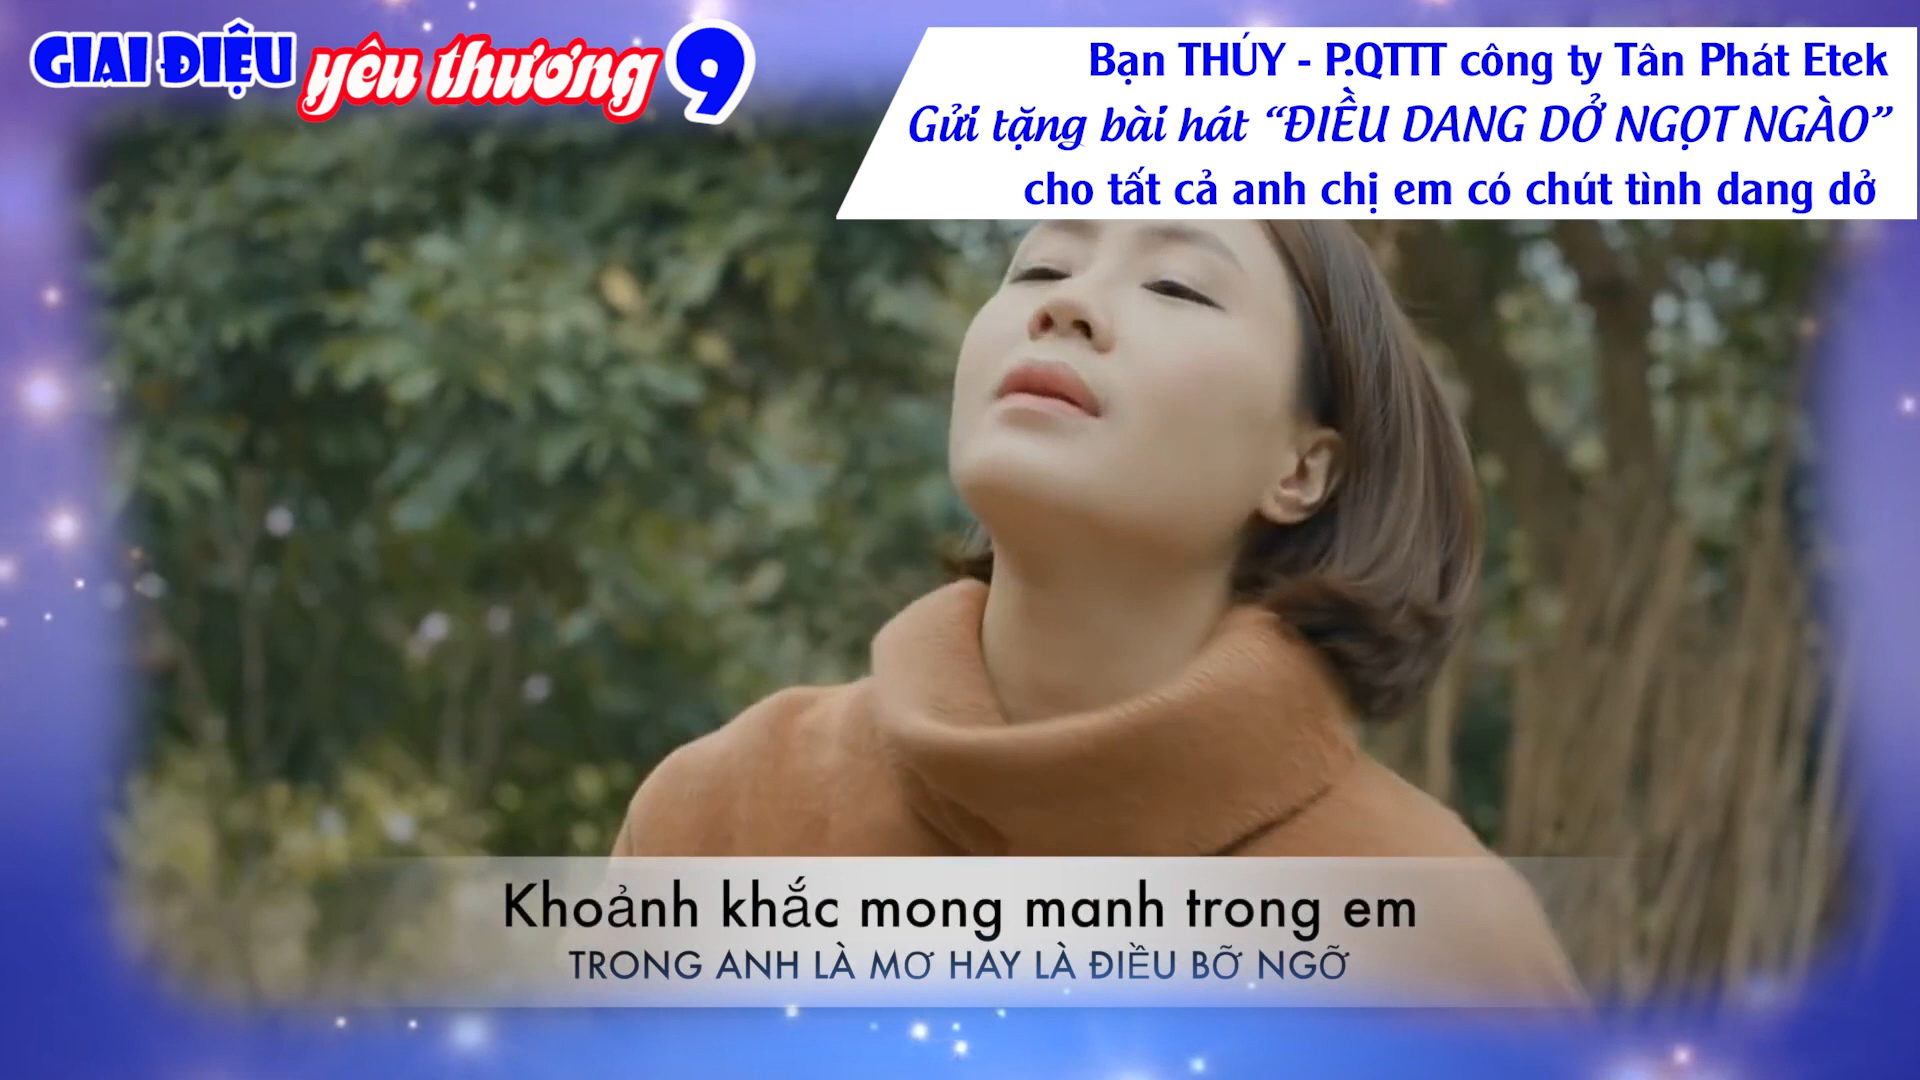 GIAI ĐIỆU yêu thương 9
Bạn THÚY - P.QTTT công ty Tân Phát Etek
Gửi tặng bài hát “ĐIỀU DANG DỞ NGỌT NGÀO”
cho tất cả anh chị em có chút tình dang dở
Khoảnh khắc mong manh trong em
TRONG ANH LÀ MƠ HAY LÀ ĐIỀU BỠ NGỠ